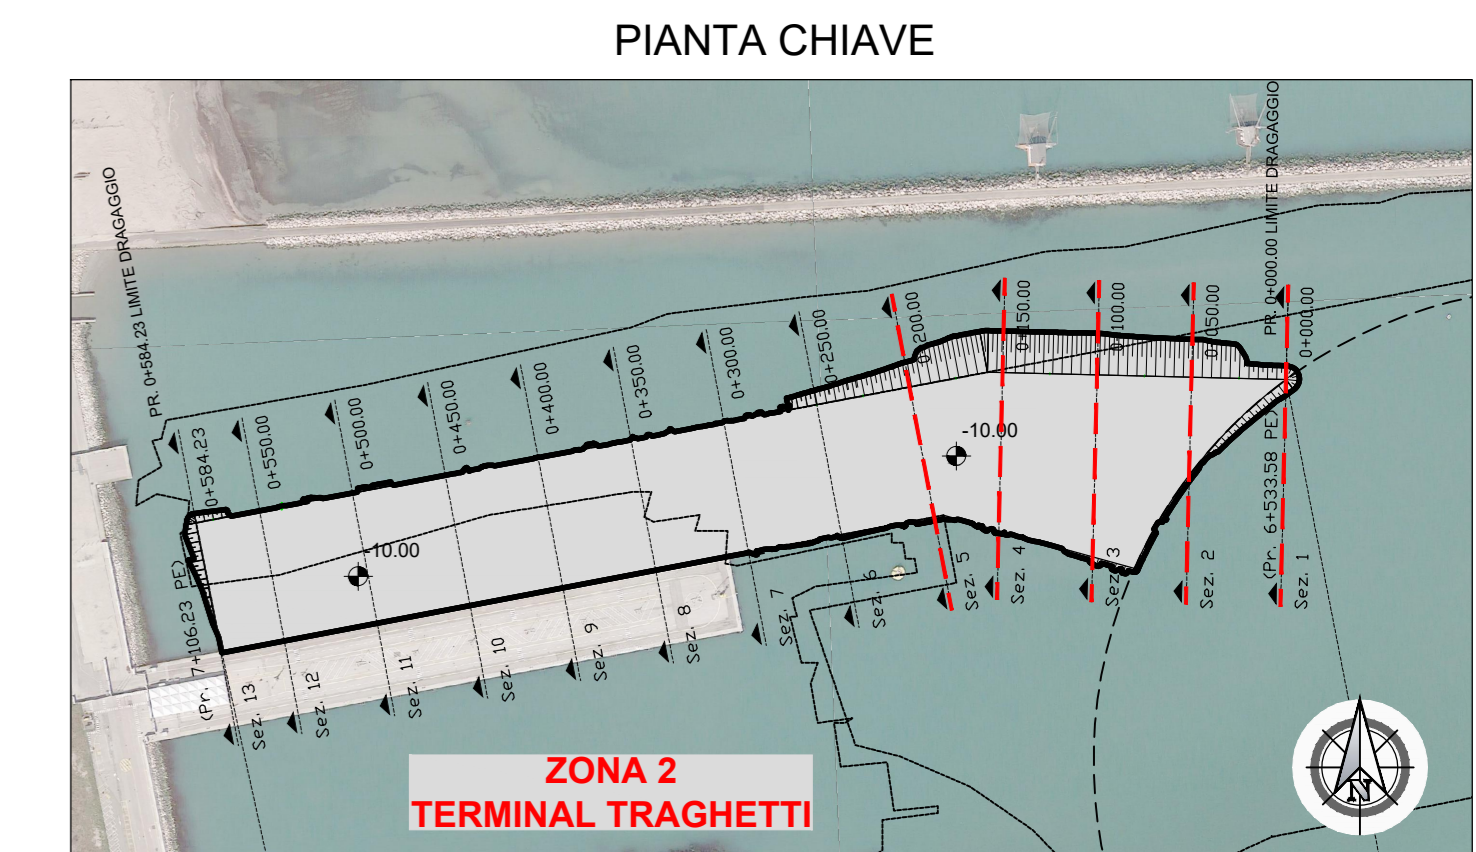 PIANTA CHIAVE
PR. 0+584.23 LIMITE DRAGAGGIO
PR. 0+000.00 LIMITE DRAGAGGIO
0+584.23
0+550.00
0+500.00
0+450.00
0+400.00
0+350.00
0+300.00
0+250.00
0+200.00
0+150.00
0+100.00
0+050.00
0+000.00
-10.00
-10.00
(Pr. 7+106.23 PE)
(Pr. 6+533.58 PE)
Sez. 13
Sez. 12
Sez. 11
Sez. 10
Sez. 9
Sez. 8
Sez. 7
Sez. 6
Sez. 5
Sez. 4
Sez. 3
Sez. 2
Sez. 1
ZONA 2
TERMINAL TRAGHETTI
N